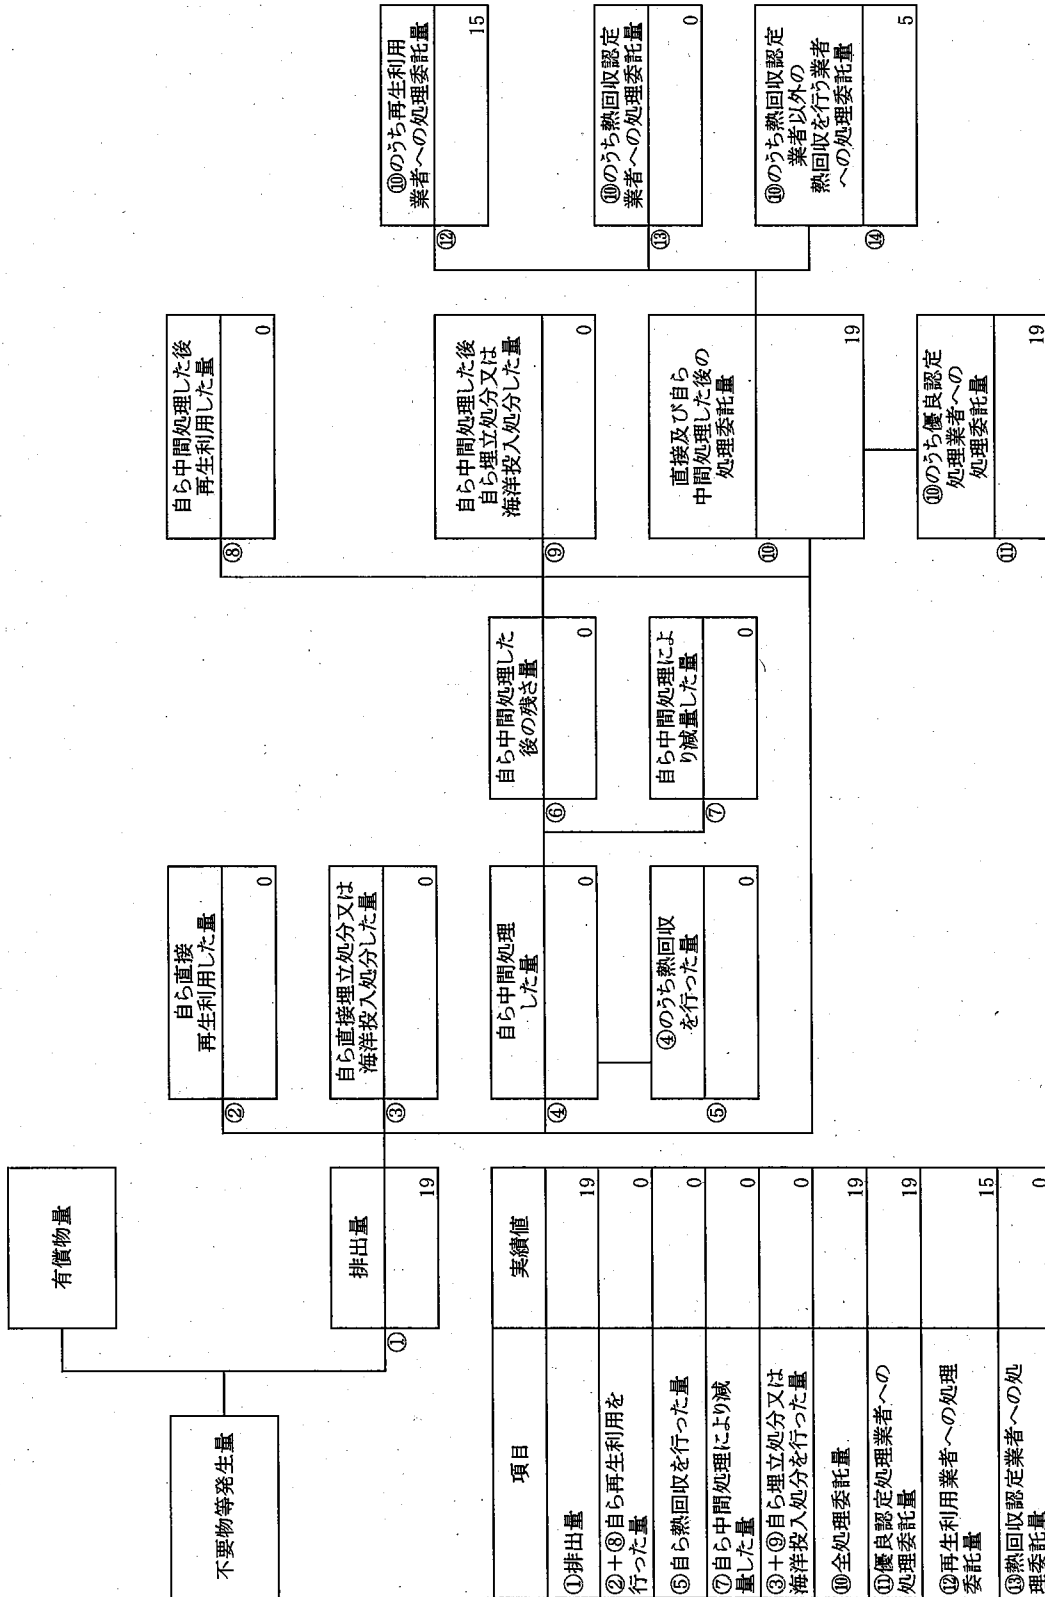 不要物等発生量
有償物量
①
排出量
19
②
自ら直接
再生利用した量
0
③
自ら直接埋立処分又は
海洋投入処分した量
0
④
自ら中間処理
した量
0
⑤
④のうち熱回収
を行った量
0
⑥
自ら中間処理した
後の残さ量
0
⑦
自ら中間処理によ
り減量した量
0
⑧
自ら中間処理した後
再生利用した量
0
⑨
自ら中間処理した後
自ら埋立処分又は
海洋投入処分した量
0
⑩
直接及び自ら
中間処理した後の
処理委託量
19
⑪
⑩のうち優良認定
処理業者への
処理委託量
19
⑫
⑩のうち再生利用
業者への処理委託量
15
⑬
⑩のうち熱回収認定
業者への処理委託量
0
⑭
⑩のうち熱回収認定
業者以外の
熱回収を行う業者
への処理委託量
5
項目
実績値
①排出量
19
②+⑧自ら再生利用を
行った量
0
⑤自ら熱回収を行った量
0
⑦自ら中間処理により減
量した量
0
③+⑨自ら埋立処分又は
海洋投入処分を行った量
0
⑩全処理委託量
19
⑪優良認定処理業者への
処理委託量
19
⑫再生利用業者への処理
委託量
15
⑬熱回収認定業者への処
理委託量
0